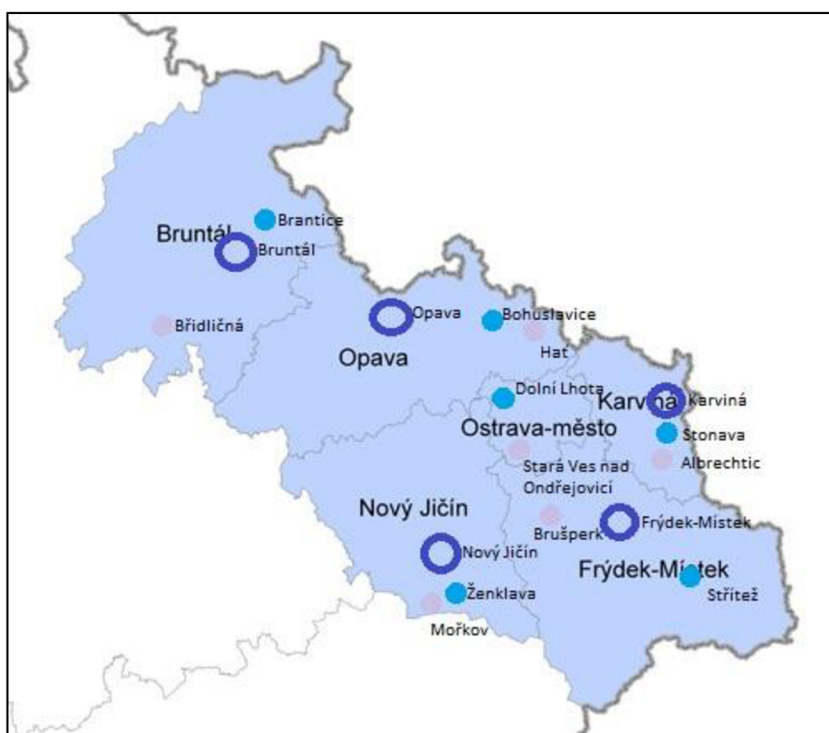 Brantice
Bruntál
Bruntál
Břidličná
Opava
Bohuslavice
Hať
Opava
Dolní Lhota
Karviná
Karviná
Ostrava-město
Stonava
Albrechtic
Stará Ves nad
Ondřejovicí
Nový Jičín
Brušperk
Frýdek-Místek
Nový Jičín
Frýdek-Místek
Střítež
Ženklava
Mořkov